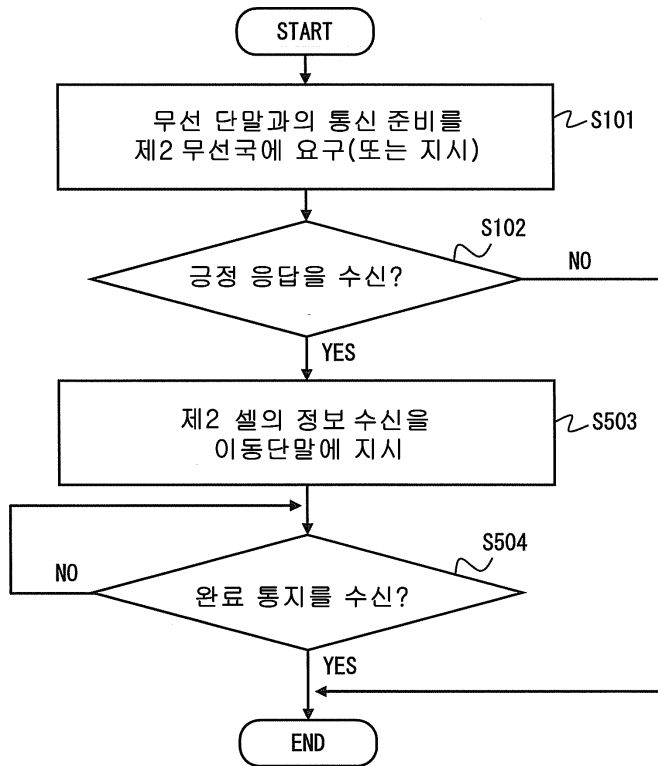 START
무선 단말과의 통신 준비를
제2 무선국에 요구(또는 지시)
S101
S102
긍정 응답을 수신?
NO
YES
제2 셀의 정보 수신을
이동단말에 지시
S503
S504
NO
완료 통지를 수신?
YES
END